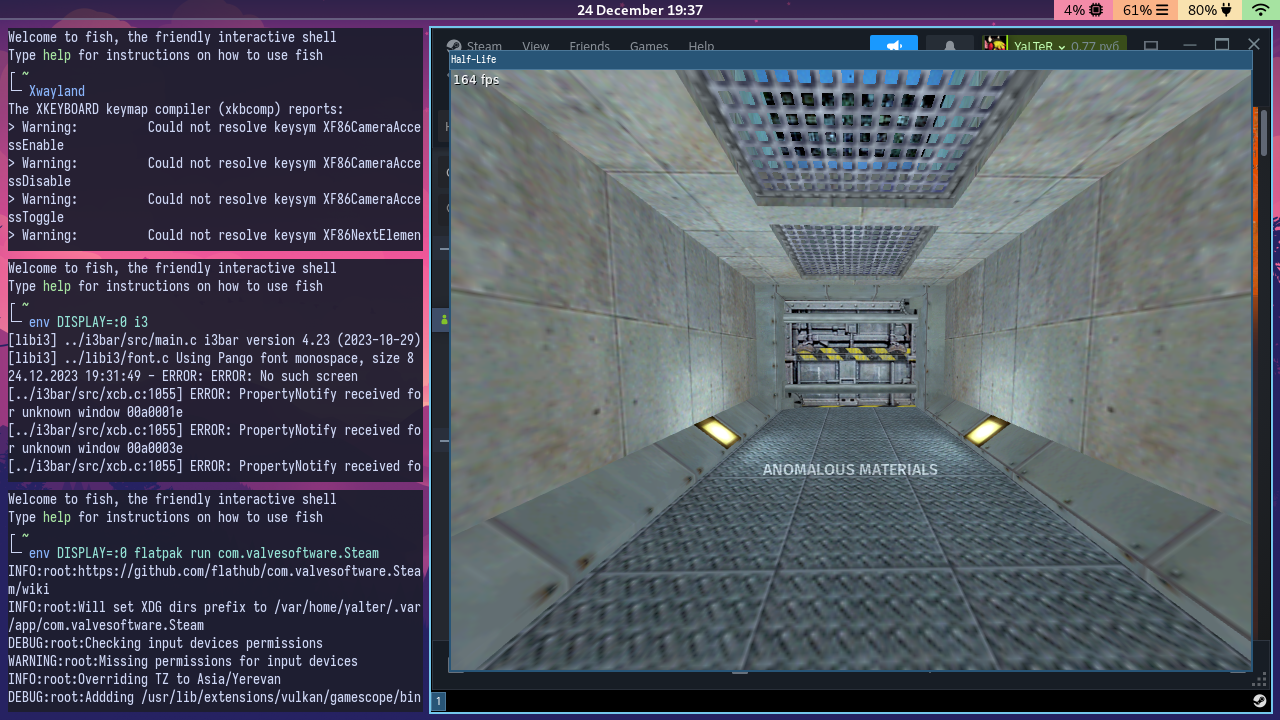 24 December 19:37
4%
61%
80%
Welcome to fish, the friendly interactive shell
Type help for instructions on how to use fish
~
Xwayland
The XKEYBOARD keymap compiler (xkbcomp) reports:
> Warning:          Could not resolve keysym XF86CameraAcce
ssEnable
> Warning:          Could not resolve keysym XF86CameraAcce
ssDisable
> Warning:          Could not resolve keysym XF86CameraAcce
ssToggle
> Warning:          Could not resolve keysym XF86NextElemen
Welcome to fish, the friendly interactive shell
Type help for instructions on how to use fish
~
env DISPLAY=:0 i3
[libi3] ../i3bar/src/main.c i3bar version 4.23 (2023-10-29)
[libi3] ../libi3/font.c Using Pango font monospace, size 8
24.12.2023 19:31:49 - ERROR: ERROR: No such screen
[../i3bar/src/xcb.c:1055] ERROR: PropertyNotify received fo
r unknown window 00a0001e
[../i3bar/src/xcb.c:1055] ERROR: PropertyNotify received fo
r unknown window 00a0003e
[../i3bar/src/xcb.c:1055] ERROR: PropertyNotify received fo
Welcome to fish, the friendly interactive shell
Type help for instructions on how to use fish
~
env DISPLAY=:0 flatpak run com.valvesoftware.Steam
INFO:root:https://github.com/flathub/com.valvesoftware.Stea
m/wiki
INFO:root:Will set XDG dirs prefix to /var/home/yalter/.var
/app/com.valvesoftware.Steam
DEBUG:root:Checking input devices permissions
WARNING:root:Missing permissions for input devices
INFO:root:Overriding TZ to Asia/Yerevan
DEBUG:root:Addding /usr/lib/extensions/vulkan/gamescope/bin
Steam View Friends Games Help
YaLTeR 0,77 руб
Half-Life
164 fps
ANOMALOUS MATERIALS
1